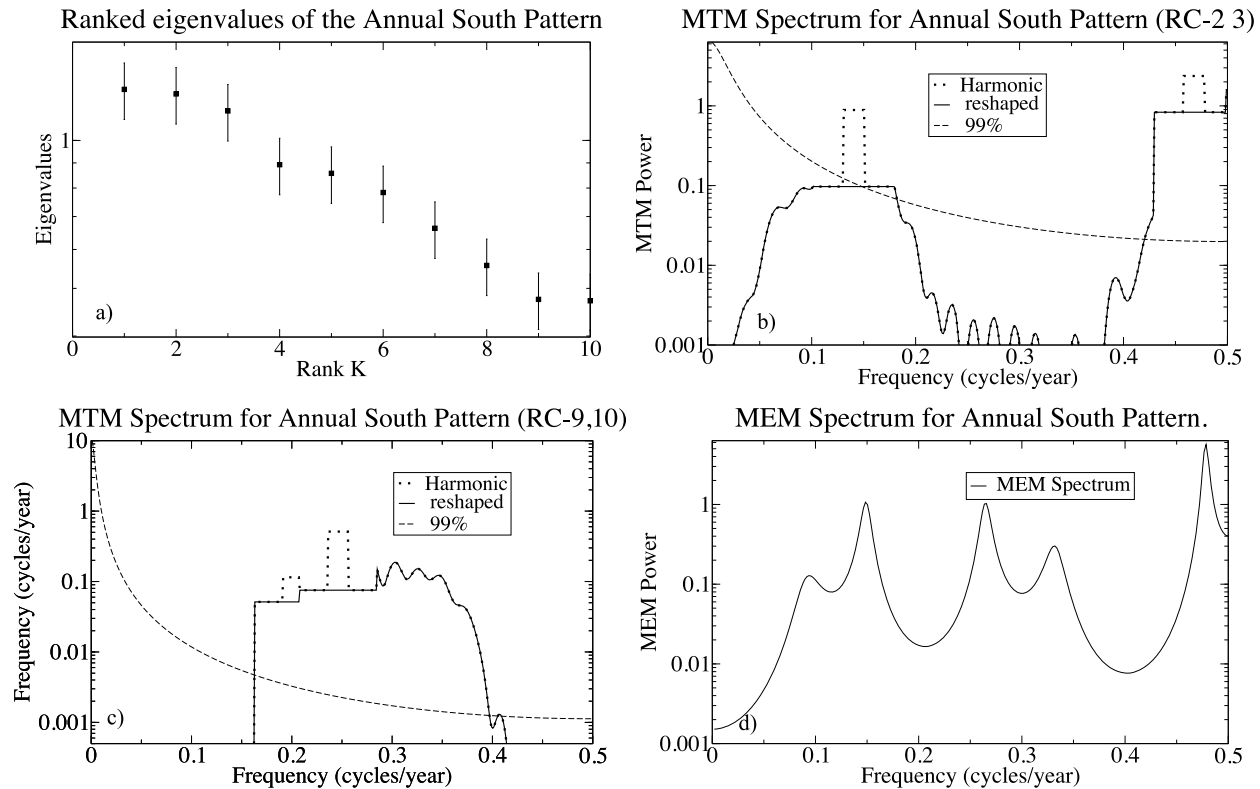 Ranked eigenvalues of the Annual South Pattern
1
Eigenvalues
a)
0 2 4 6 8 10
Rank K
MTM Spectrum for Annual South Pattern (RC-2 3)
Harmonic
reshaped
99%
1
0.1
0.01
0.001
MTM Power
b)
0 0.1 0.2 0.3 0.4 0.5
Frequency (cycles/year)
MTM Spectrum for Annual South Pattern (RC-9,10)
Harmonic
reshaped
99%
10
1
0.1
0.01
0.001
Frequency (cycles/year)
c)
0 0.1 0.2 0.3 0.4 0.5
Frequency (cycles/year)
MEM Spectrum for Annual South Pattern.
MEM Spectrum
1
0.1
0.01
0.001
MEM Power
d)
0 0.1 0.2 0.3 0.4 0.5
Frequency (cycles/year)